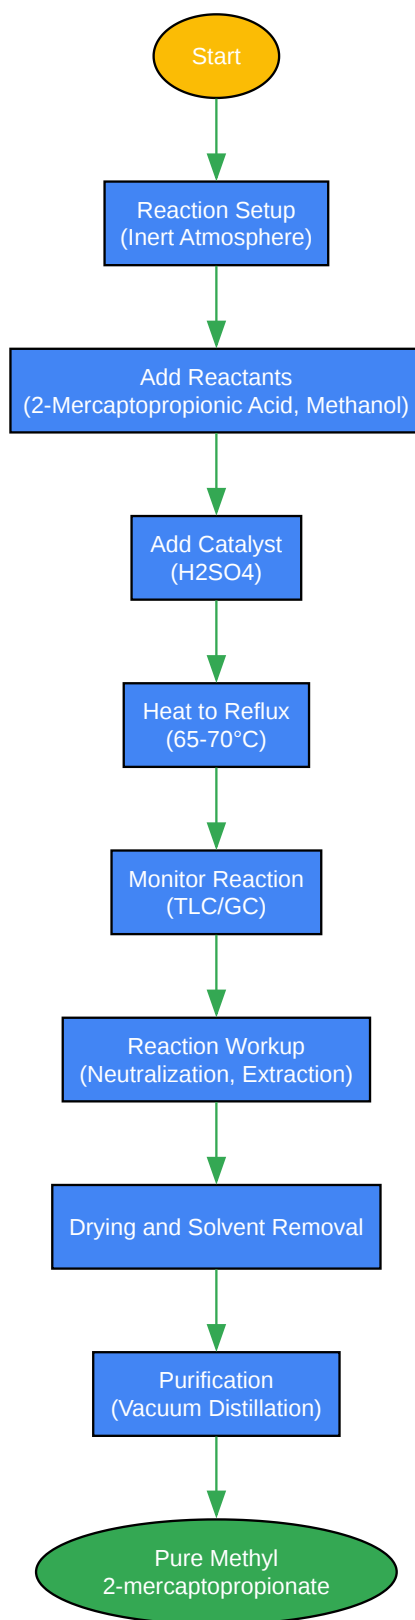 Start
Reaction Setup
(Inert Atmosphere)
Add Reactants
(2-Mercaptopropionic Acid, Methanol)
Add Catalyst
(H2SO4)
Heat to Reflux
(65-70°C)
Monitor Reaction
(TLC/GC)
Reaction Workup
(Neutralization, Extraction)
Drying and Solvent Removal
Purification
(Vacuum Distillation)
Pure Methyl
2-mercaptopropionate